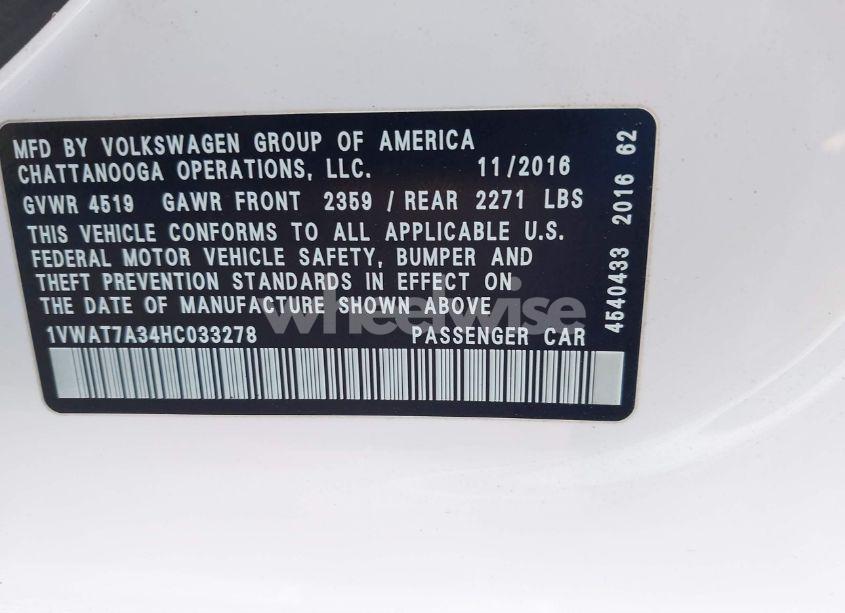 MFD BY VOLKSWAGEN GROUP OF AMERICA
CHATTANOOGA OPERATIONS, LLC. 11/2016
GVWR 4519 GAWR FRONT 2359 / REAR 2271 LBS
THIS VEHICLE CONFORMS TO ALL APPLICABLE U.S.
FEDERAL MOTOR VEHICLE SAFETY, BUMPER AND
THEFT PREVENTION STANDARDS IN EFFECT ON
THE DATE OF MANUFACTURE SHOWN ABOVE
1VWAT7A34HC033278 PASSENGER CAR
4540433 2016 62
wheelwise